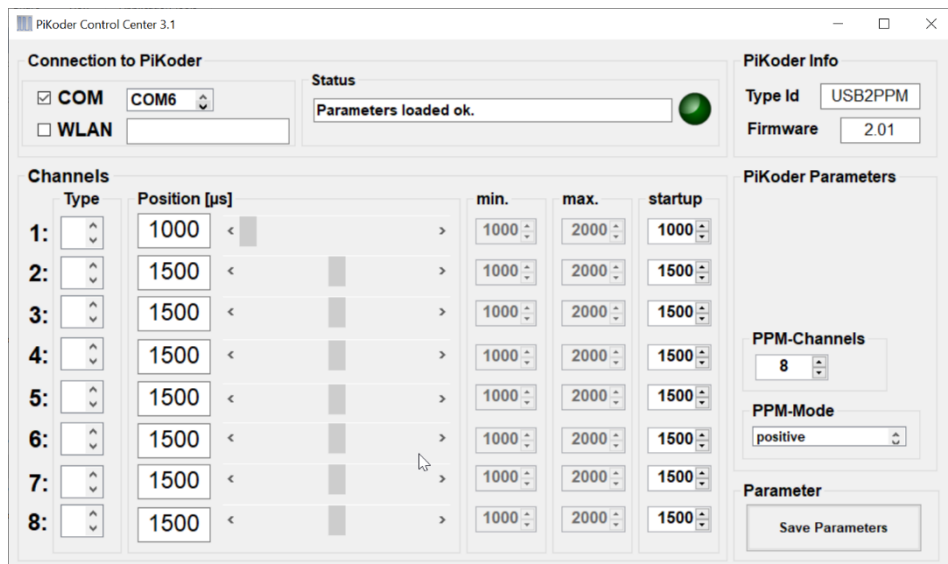 PiKoder Control Center 3.1
Connection to PiKoder
COM COM6
WLAN
Status
Parameters loaded ok.
PiKoder Info
Type Id USB2PPM
Firmware 2.01
Channels
Type Position [µs] min. max. startup
1: 1000 < > 1000 2000 1000
2: 1500 < > 1000 2000 1500
3: 1500 < > 1000 2000 1500
4: 1500 < > 1000 2000 1500
5: 1500 < > 1000 2000 1500
6: 1500 < > 1000 2000 1500
7: 1500 < > 1000 2000 1500
8: 1500 < > 1000 2000 1500
PiKoder Parameters
PPM-Channels
8
PPM-Mode
positive
Parameter
Save Parameters